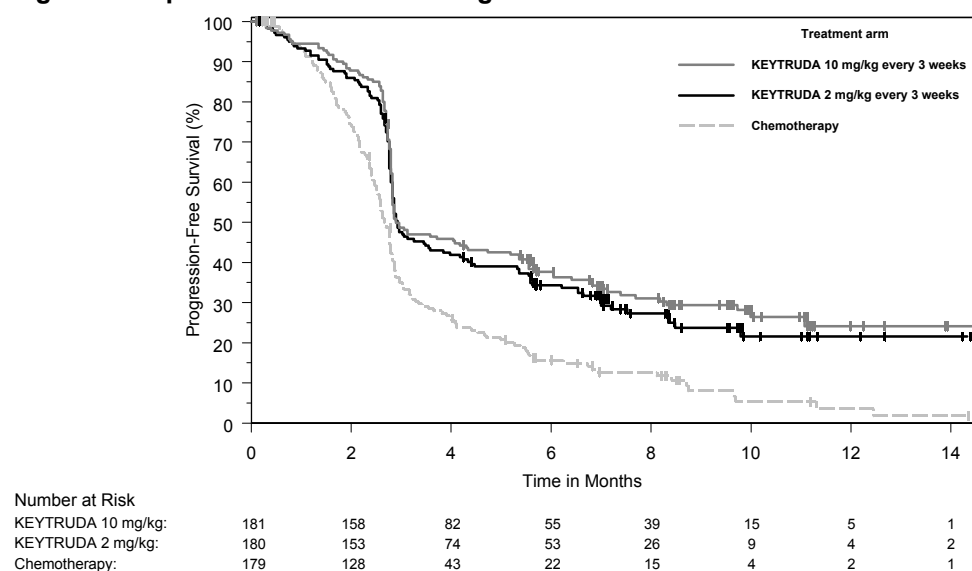 100
90
80
70
60
50
40
30
20
10
0
Progression-Free Survival (%)
Treatment arm
KEYTRUDA 10 mg/kg every 3 weeks
KEYTRUDA 2 mg/kg every 3 weeks
Chemotherapy
0 2 4 6 8 10 12 14
Time in Months
Number at Risk
KEYTRUDA 10 mg/kg: 181 158 82 55 39 15 5 1
KEYTRUDA 2 mg/kg: 180 153 74 53 26 9 4 2
Chemotherapy: 179 128 43 22 15 4 2 1